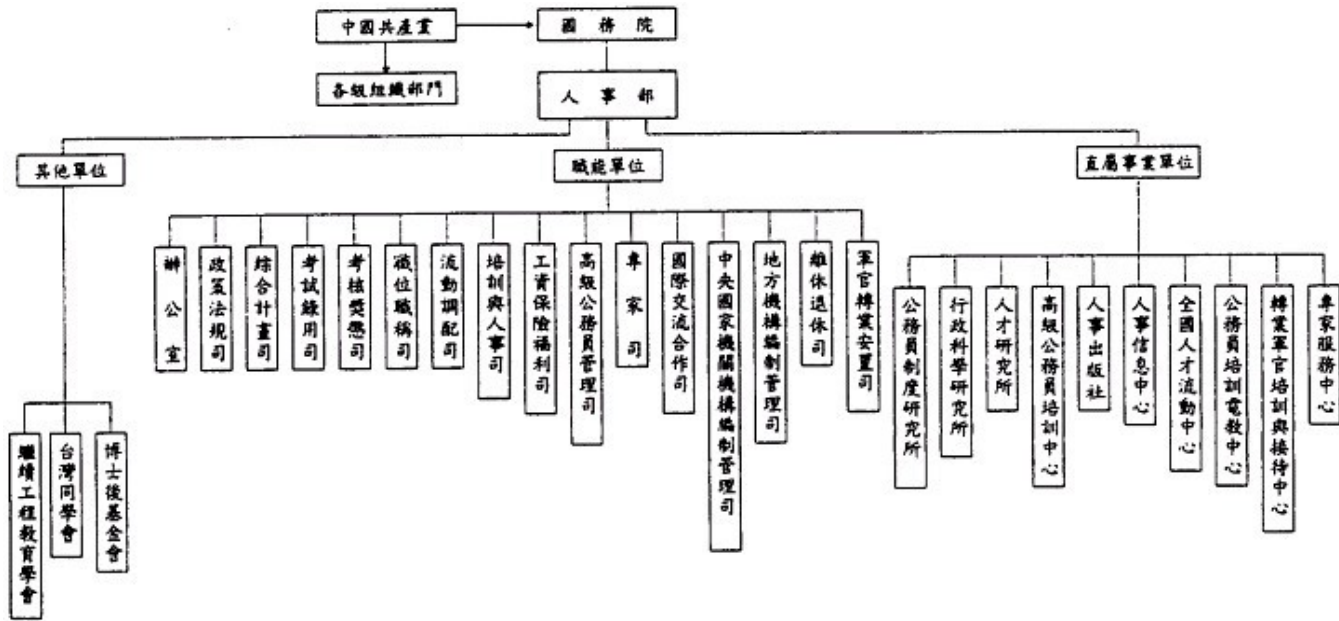 中國共產黨
國務院
各級組織部門
人事部
其他單位
職能單位
直屬事業單位
辦公室
政策法規司
綜合計畫司
考試錄用司
考核獎懲司
職位職稱司
流動調配司
培訓與人事司
工資保險福利司
高級公務員管理司
專家司
國際交流合作司
中央國家機關機構編制管理司
地方機構編制管理司
離休退休司
軍官轉業安置司
公務員制度研究所
行政科學研究所
人才研究所
高級公務員培訓中心
人事出版社
人事信息中心
全國人才流動中心
公務員培訓電教中心
轉業軍官培訓與接待中心
專家服務中心
繼續工程教育學會
台灣同學會
博士後基金會